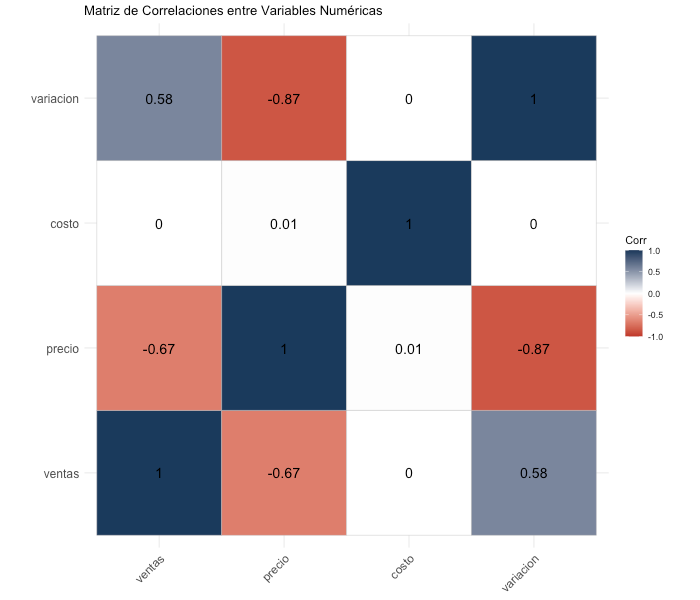 Matriz de Correlaciones entre Variables Numéricas
variacion 0.58 -0.87 0 1
costo 0 0.01 1 0
precio -0.67 1 0.01 -0.87
ventas 1 -0.67 0 0.58
ventas precio costo variacion
Corr
1.0
0.5
0.0
-0.5
-1.0